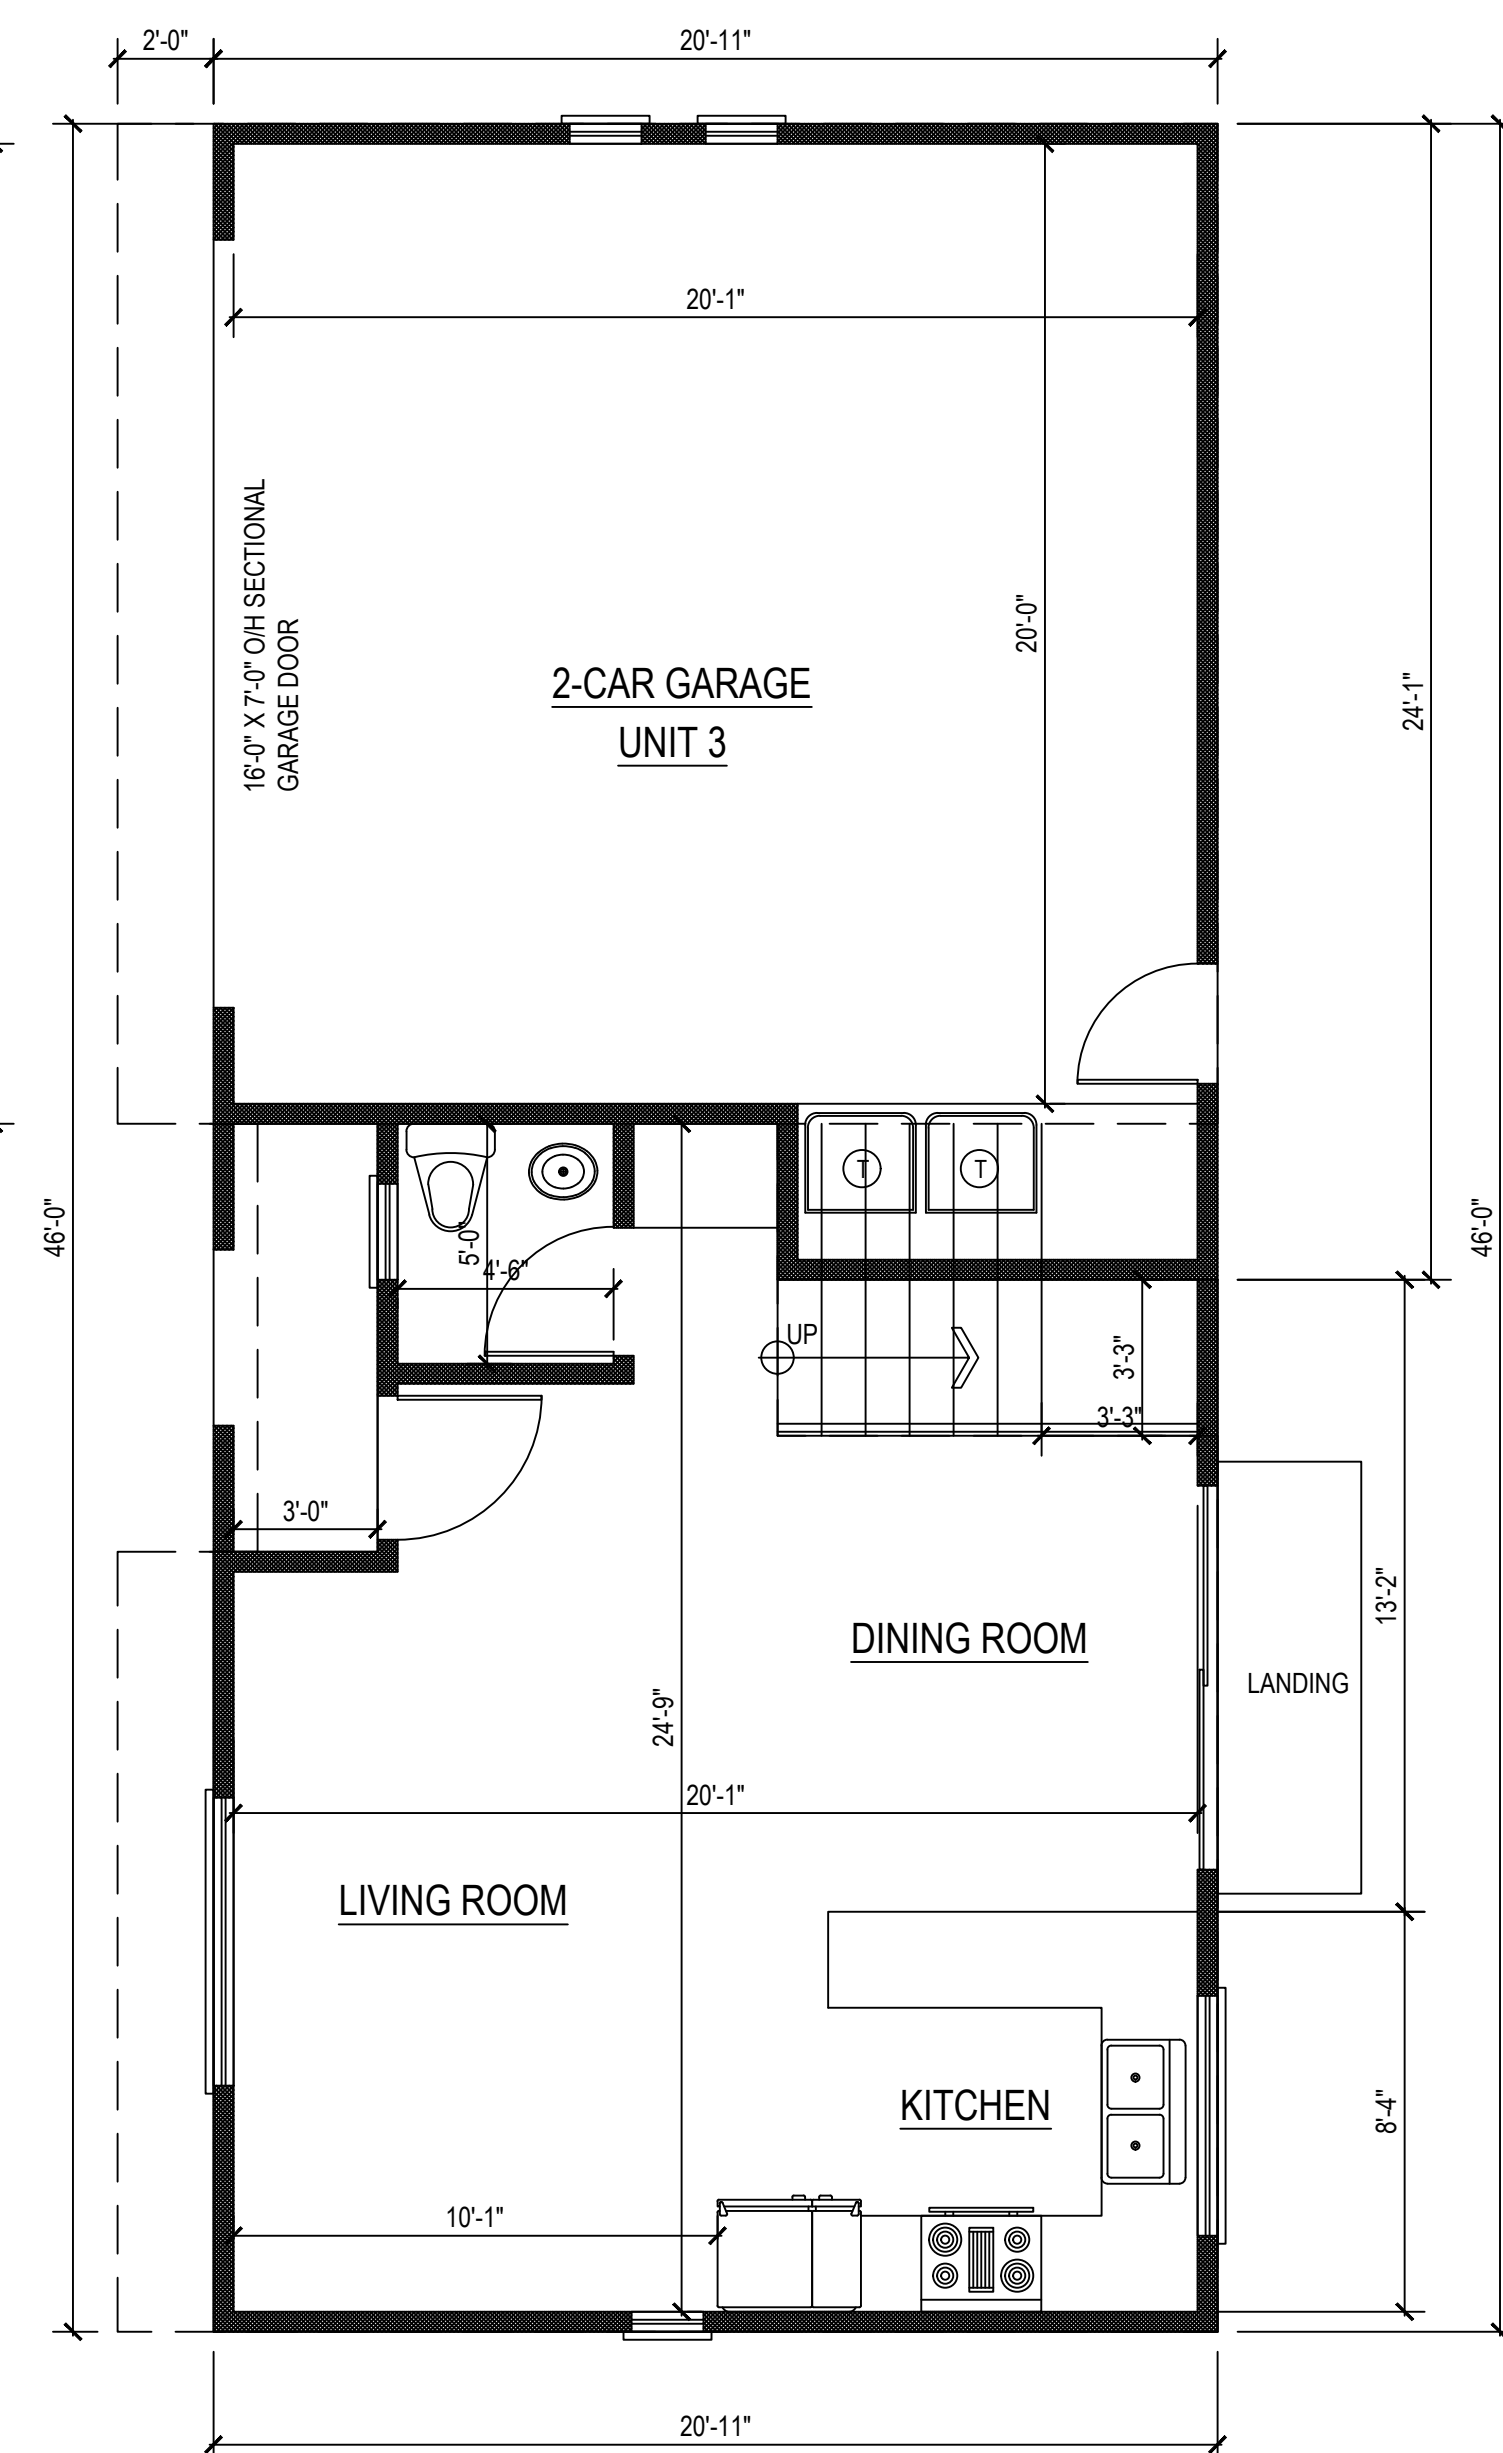 2'-0"
20'-11"
20'-1"
16'-0" X 7'-0" O/H SECTIONAL
GARAGE DOOR
20'-0"
2-CAR GARAGE
UNIT 3
24'-1"
46'-0"
46'-0"
T
T
5'-0"
4'-6"
UP
3'-3"
3'-3"
3'-0"
13'-2"
DINING ROOM
LANDING
24'-9"
20'-1"
LIVING ROOM
KITCHEN
8'-4"
10'-1"
20'-11"